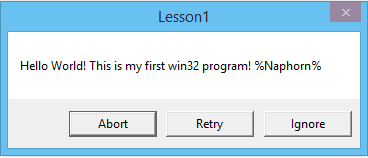 Lesson1
Hello World! This is my first win32 program! %Naphorn%
Abort Retry Ignore